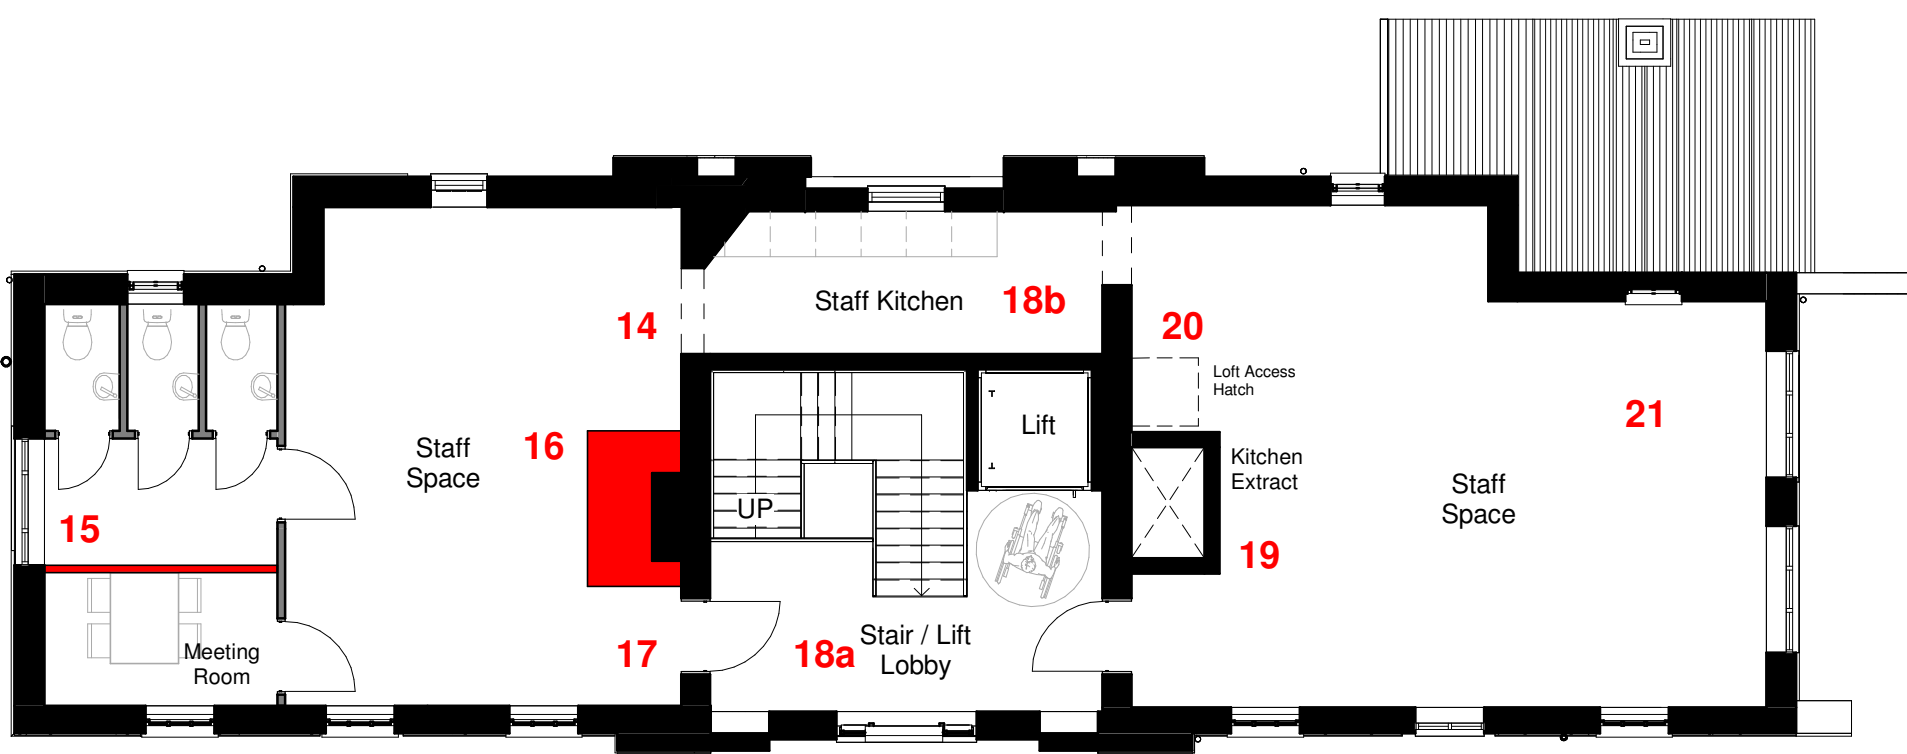 14
Staff Kitchen
18b
20
Loft Access
Hatch
Lift
21
Staff
Space
16
Kitchen
Extract
Staff
Space
UP
15
19
Meeting
Room
17
18a
Stair / Lift
Lobby